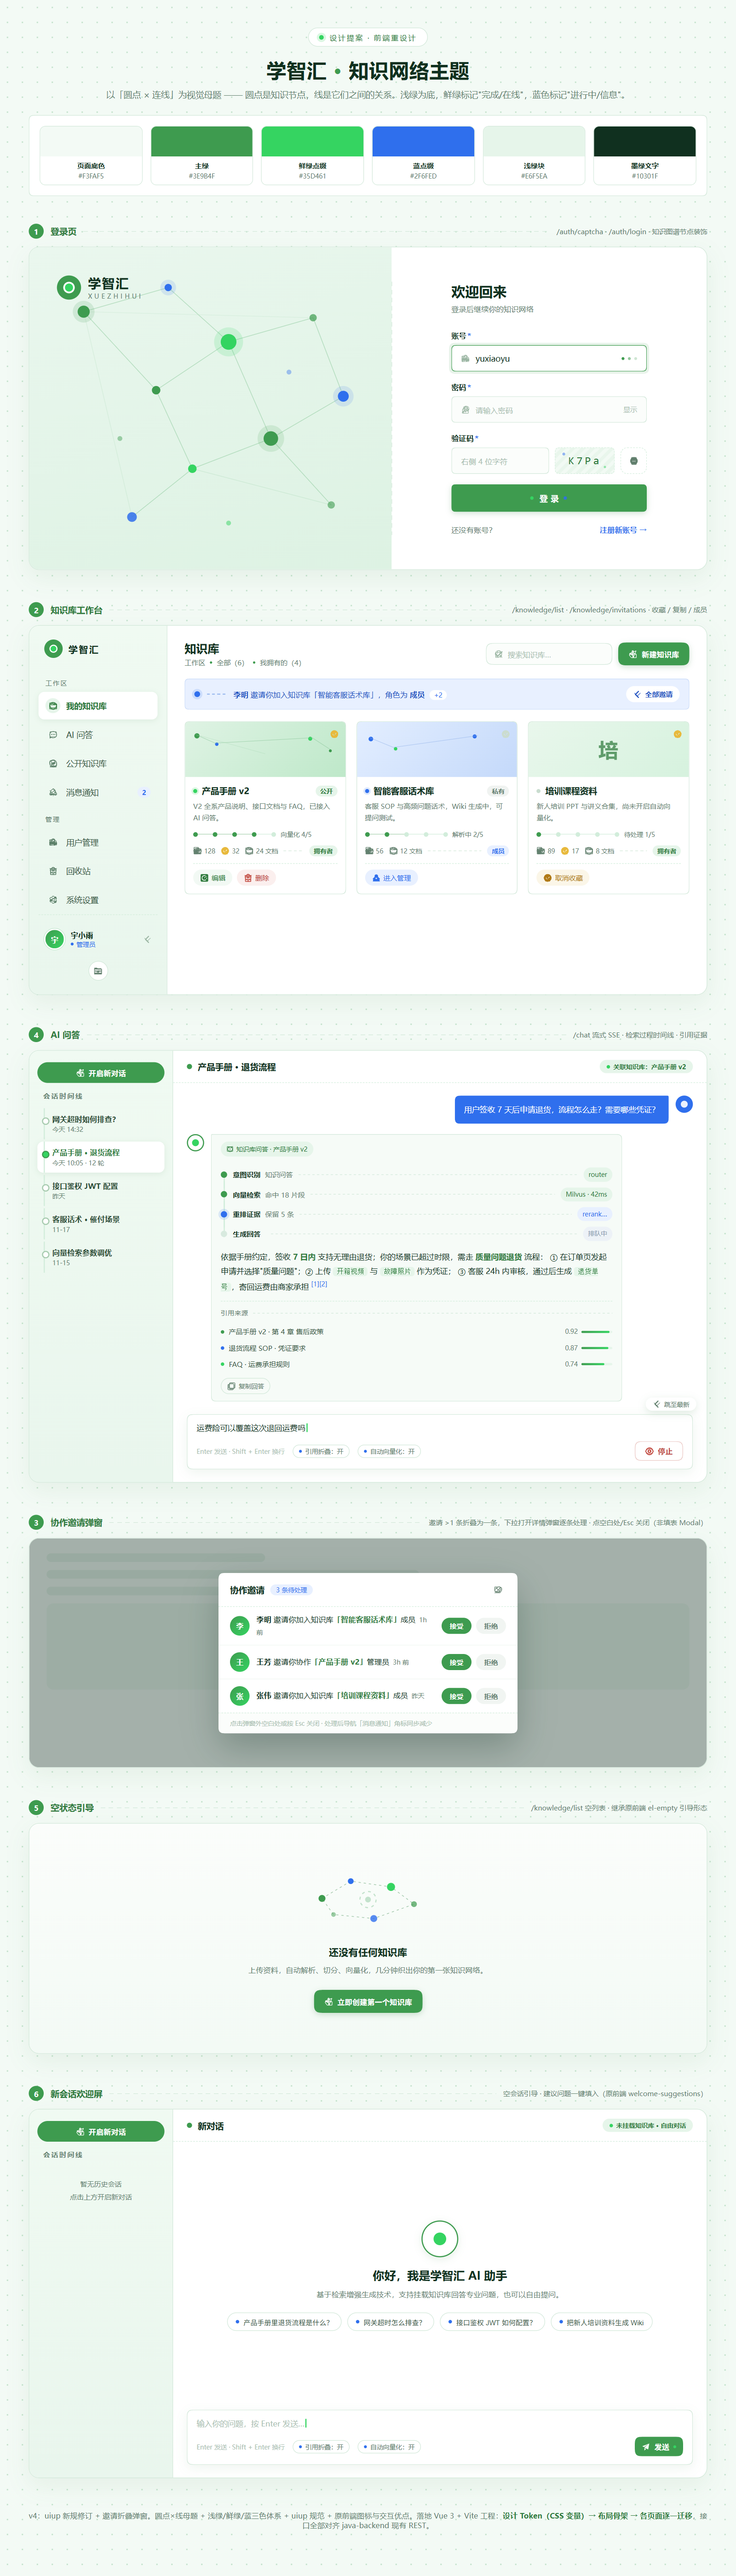 设计提案 · 前端重设计
学智汇 • 知识网络主题
以「圆点 × 连线」为视觉母题 —— 圆点是知识节点，线是它们之间的关系。浅绿为底，鲜绿标记"完成/在线"，蓝色标记"进行中/信息"。
页面底色
#F3FAF5
主绿
#3E9B4F
鲜绿点缀
#35D461
蓝点缀
#2F6FED
浅绿块
#E6F5EA
墨绿文字
#10301F
1 登录页
/auth/captcha · /auth/login · 知识图谱节点装饰
学智汇
XUEZHIHUI
欢迎回来
登录后继续你的知识网络
账号 *
yuxiaoyu
密码 *
请输入密码
显示
验证码 *
右侧 4 位字符
K7Pa
登 录
还没有账号？
注册新账号 →
2 知识库工作台
/knowledge/list · /knowledge/invitations · 收藏 / 复制 / 成员
学智汇
工作区
我的知识库
AI 问答
公开知识库
消息通知
2
管理
用户管理
回收站
系统设置
宇
宇小雨
管理员
知识库
工作区 • 全部（6） • 我拥有的（4）
搜索知识库...
新建知识库
李明 邀请你加入知识库「智能客服话术库」，角色为 成员 +2
全部邀请
产品手册 v2
公开
V2 全系产品说明、接口文档与 FAQ，已接入
AI 问答。
向量化 4/5
128 32 24 文档 拥有者
编辑
删除
智能客服话术库
私有
客服 SOP 与高频问题话术，Wiki 生成中，可
提问测试。
解析中 2/5
56 12 文档 成员
进入管理
培
培训课程资料
新人培训 PPT 与讲义合集，尚未开启自动向
量化。
待处理 1/5
89 17 8 文档 拥有者
取消收藏
4 AI 问答
/chat 流式 SSE · 检索过程时间线 · 引用证据
开启新对话
会话时间线
网关超时如何排查？
今天 14:32
产品手册 • 退货流程
今天 10:05 · 12 轮
接口鉴权 JWT 配置
昨天
客服话术 • 催付场景
11-17
向量检索参数调优
11-15
产品手册 • 退货流程
关联知识库：产品手册 v2
用户签收 7 天后申请退货，流程怎么走？需要哪些凭证？
知识库问答 · 产品手册 v2
意图识别 知识问答 router
向量检索 命中 18 片段 Milvus · 42ms
重排证据 保留 5 条 rerank...
生成回答 排队中
依据手册约定，签收 7 日内 支持无理由退货；你的场景已超过时限，需走 质量问题退货 流程： ① 在订单页发起
申请并选择"质量问题"； ② 上传 开箱视频 与 故障照片 作为凭证； ③ 客服 24h 内审核，通过后生成 退货单
号 ，寄回运费由商家承担 [1][2]
引用来源
产品手册 v2 · 第 4 章 售后政策 0.92
退货流程 SOP · 凭证要求 0.87
FAQ · 运费承担规则 0.74
复制回答
跳至最新
运费险可以覆盖这次退回运费吗
Enter 发送 · Shift + Enter 换行
引用折叠：开
自动向量化：开
停止
3 协作邀请弹窗
邀请 >1 条折叠为一条，下拉打开详情弹窗逐条处理 · 点空白处/Esc 关闭（非填表 Modal）
协作邀请 3 条待处理
李 李明 邀请你加入知识库「智能客服话术库」成员 1h
前
接受 拒绝
王 王芳 邀请你协作「产品手册 v2」管理员 3h 前
接受 拒绝
张 张伟 邀请你加入知识库「培训课程资料」成员 昨天
接受 拒绝
点击弹窗外空白处或按 Esc 关闭 · 处理后导航「消息通知」角标同步减少
5 空状态引导
/knowledge/list 空列表 · 继承原前端 el-empty 引导形态
还没有任何知识库
上传资料，自动解析、切分、向量化，几分钟织出你的第一张知识网络。
立即创建第一个知识库
6 新会话欢迎屏
空会话引导 · 建议问题一键填入（原前端 welcome-suggestions）
开启新对话
会话时间线
暂无历史会话
点击上方开启新对话
新对话
未挂载知识库 • 自由对话
你好，我是学智汇 AI 助手
基于检索增强生成技术，支持挂载知识库回答专业问题，也可以自由提问。
产品手册里退货流程是什么？
网关超时怎么排查？
接口鉴权 JWT 如何配置？
把新人培训资料生成 Wiki
输入你的问题，按 Enter 发送...
Enter 发送 · Shift + Enter 换行
引用折叠：开
自动向量化：开
发送
v4：uiup 新规修订 + 邀请折叠弹窗。圆点×线母题 + 浅绿/鲜绿/蓝三色体系 + uiup 规范 + 原前端图标与交互优点。落地 Vue 3 + Vite 工程：设计 Token（CSS 变量）→ 布局骨架 → 各页面逐一迁移，接
口全部对齐 java-backend 现有 REST。